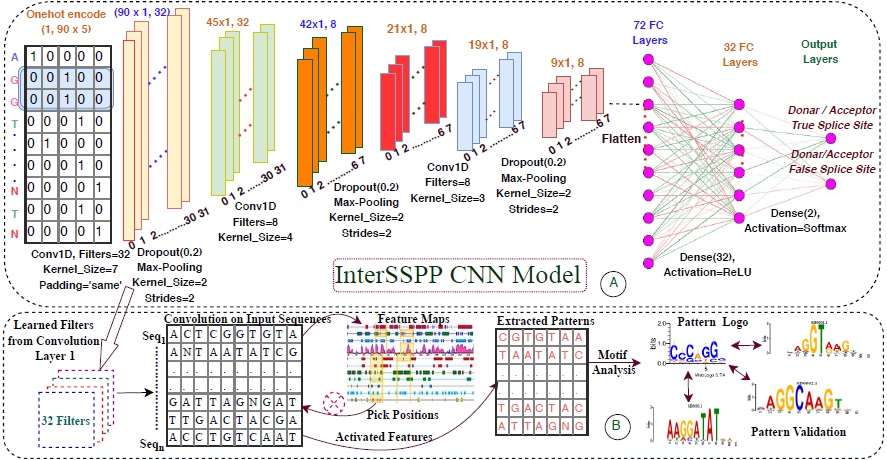 Onehot encode
(1, 90 x 5)
(90 x 1, 32)
45x1, 32
42x1, 8
21x1, 8
19x1, 8
9x1, 8
72 FC
Layers
32 FC
Layers
Output
Layers
A 1 0 0 0 0
G 0 0 1 0 0
G 0 0 1 0 0
T 0 0 0 1 0
C 0 1 0 0 0
N 0 0 0 0 1
T 0 0 0 1 0
N 0 0 0 0 1
0 1 2 ...... 30 31
0 1 2 ...... 30 31
0 1 2 ...... 6 7
0 1 2 ...... 6 7
0 1 2 ...... 6 7
0 1 2 ...... 6 7
Flatten
Donar / Acceptor
True Splice Site
Donar/Acceptor
False Splice Site
Conv1D, Filters=32
Kernel_Size=7
Padding='same'
Dropout(0.2)
Max-Pooling
Kernel_Size=2
Strides=2
Conv1D
Filters=8
Kernel_Size=4
Dropout(0.2)
Max-Pooling
Kernel_Size=2
Strides=2
Conv1D
Filters=8
Kernel_Size=3
Dropout(0.2)
Max-Pooling
Kernel_Size=2
Strides=2
Dense(32),
Activation=ReLU
Dense(2),
Activation=Softmax
InterSSPP CNN Model
A
Learned Filters
from Convolution
Layer 1
32 Filters
Convolution on Input Sequences
Seq1
A C T C G G T G T A
A N T A A T A T C G
G A T T A G N G A T
T T G A C T A C G A
A C C T G T C A A T
Seqn
Feature Maps
Pick Positions
Activated Features
Extracted Patterns
C G T G T A A
T A A T A T C
T G A C T A C
A T T A G N G
Motif
Analysis
B
Pattern Logo
2.0
1.0
0.0
bits
WebLogo 3.7.4
Pattern Validation